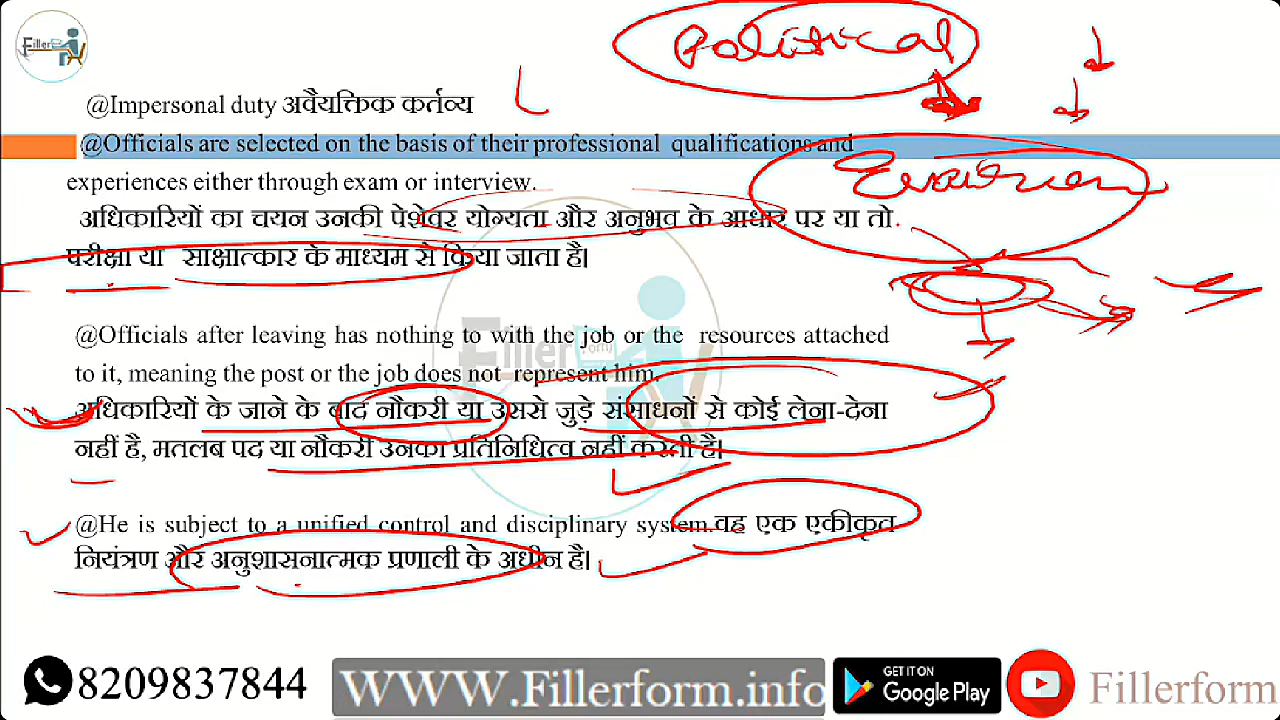 Filler
Political
@Impersonal duty अवैयक्तिक कर्तव्य
@Officials are selected on the basis of their professional qualifications and
experiences either through exam or interview.
अधिकारियों का चयन उनकी पेशेवर योग्यता और अनुभव के आधार पर या तो
परीक्षा या साक्षात्कार के माध्यम से किया जाता है।
@Officials after leaving has nothing to with the job or the resources attached
to it, meaning the post or the job does not represent him.
अधिकारियों के जाने के बाद नौकरी या उससे जुड़े संसाधनों से कोई लेना-देना
नहीं है, मतलब पद या नौकरी उनका प्रतिनिधित्व नहीं करती है।
@He is subject to a unified control and disciplinary system.वह एक एकीकृत
नियंत्रण और अनुशासनात्मक प्रणाली के अधीन है।
8209837844
WWW.Fillerform.info
GET IT ON
Google Play
Fillerform